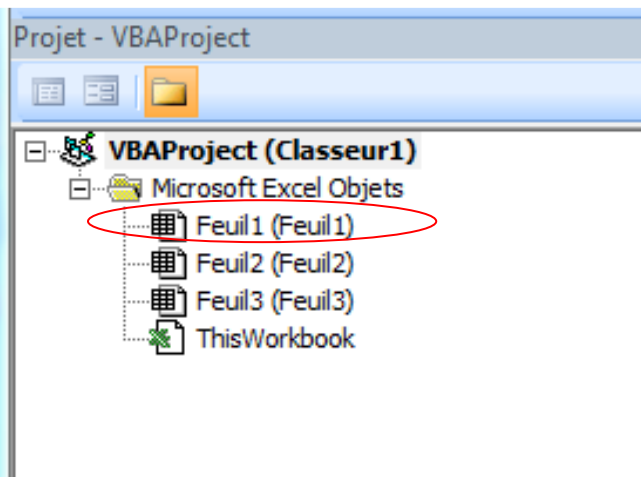 Projet - VBAProject
VBAProject (Classeur1)
Microsoft Excel Objets
Feuil1 (Feuil1)
Feuil2 (Feuil2)
Feuil3 (Feuil3)
ThisWorkbook